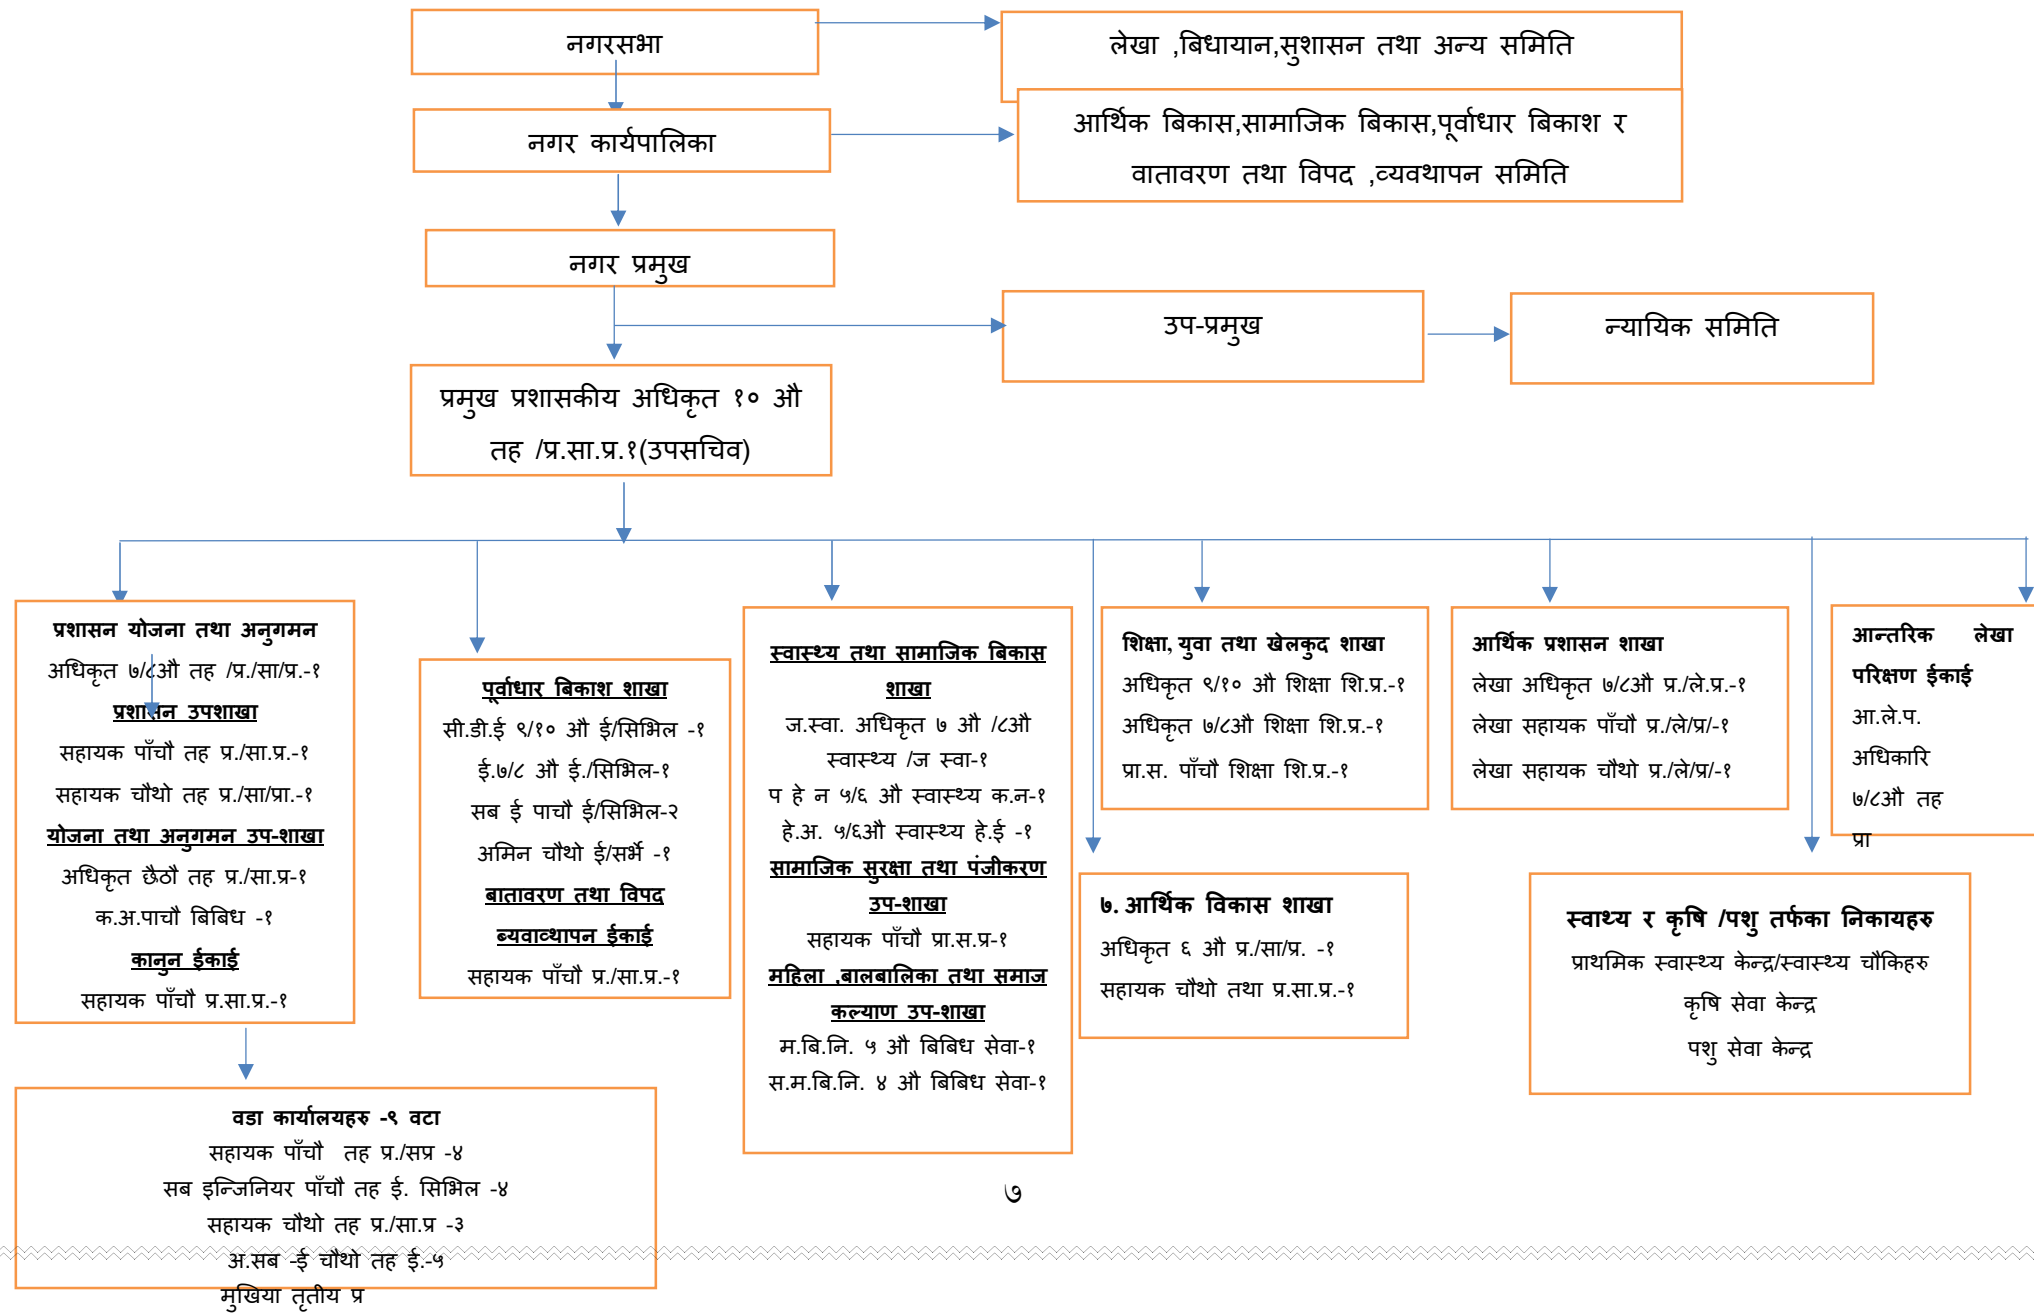 नगरसभा
लेखा ,बिधायान,सुशासन तथा अन्य समिति
नगर कार्यपालिका
आर्थिक बिकास,सामाजिक बिकास,पूर्वाधार बिकाश र
वातावरण तथा विपद ,व्यवथापन समिति
नगर प्रमुख
उप-प्रमुख
न्यायिक समिति
प्रमुख प्रशासकीय अधिकृत १० औ
तह /प्र.सा.प्र.१(उपसचिव)
प्रशासन योजना तथा अनुगमन
अधिकृत ७/८औ तह /प्र./सा/प्र.-१
प्रशासन उपशाखा
सहायक पाँचौ तह प्र./सा.प्र.-१
सहायक चौथो तह प्र./सा/प्रा.-१
योजना तथा अनुगमन उप-शाखा
अधिकृत छैठौ तह प्र./सा.प्र-१
क.अ.पाचौ बिबिध -१
कानुन ईकाई
सहायक पाँचौ प्र.सा.प्र.-१
पूर्वाधार बिकाश शाखा
सी.डी.ई ९/१० औ ई/सिभिल -१
ई.७/८ औ ई./सिभिल-१
सब ई पाचौ ई/सिभिल-२
अमिन चौथो ई/सर्भे -१
बातावरण तथा विपद
ब्यवाव्थापन ईकाई
सहायक पाँचौ प्र./सा.प्र.-१
स्वास्थ्य तथा सामाजिक बिकास
शाखा
ज.स्वा. अधिकृत ७ औ /८औ
स्वास्थ्य /ज स्वा-१
प हे न ५/६ औ स्वास्थ्य क.न-१
हे.अ. ५/६औ स्वास्थ्य हे.ई -१
सामाजिक सुरक्षा तथा पंजीकरण
उप-शाखा
सहायक पाँचौ प्रा.स.प्र-१
महिला ,बालबालिका तथा समाज
कल्याण उप-शाखा
म.बि.नि. ५ औ बिबिध सेवा-१
स.म.बि.नि. ४ औ बिबिध सेवा-१
शिक्षा, युवा तथा खेलकुद शाखा
अधिकृत ९/१० औ शिक्षा शि.प्र.-१
अधिकृत ७/८औ शिक्षा शि.प्र.-१
प्रा.स. पाँचौ शिक्षा शि.प्र.-१
आर्थिक प्रशासन शाखा
लेखा अधिकृत ७/८औ प्र./ले.प्र.-१
लेखा सहायक पाँचौ प्र./ले/प्र/-१
लेखा सहायक चौथो प्र./ले/प्र/-१
आन्तरिक लेखा
परिक्षण ईकाई
आ.ले.प.
अधिकारि
७/८औ तह
प्रा
७. आर्थिक विकास शाखा
अधिकृत ६ औ प्र./सा/प्र. -१
सहायक चौथो तथा प्र.सा.प्र.-१
स्वाथ्य र कृषि /पशु तर्फका निकायहरु
प्राथमिक स्वास्थ्य केन्द्र/स्वास्थ्य चौकिहरु
कृषि सेवा केन्द्र
पशु सेवा केन्द्र
वडा कार्यालयहरु -९ वटा
सहायक पाँचौ तह प्र./सप्र -४
सब इन्जिनियर पाँचौ तह ई. सिभिल -४
सहायक चौथो तह प्र./सा.प्र -३
अ.सब -ई चौथो तह ई.-५
मुखिया तृतीय प्र
७